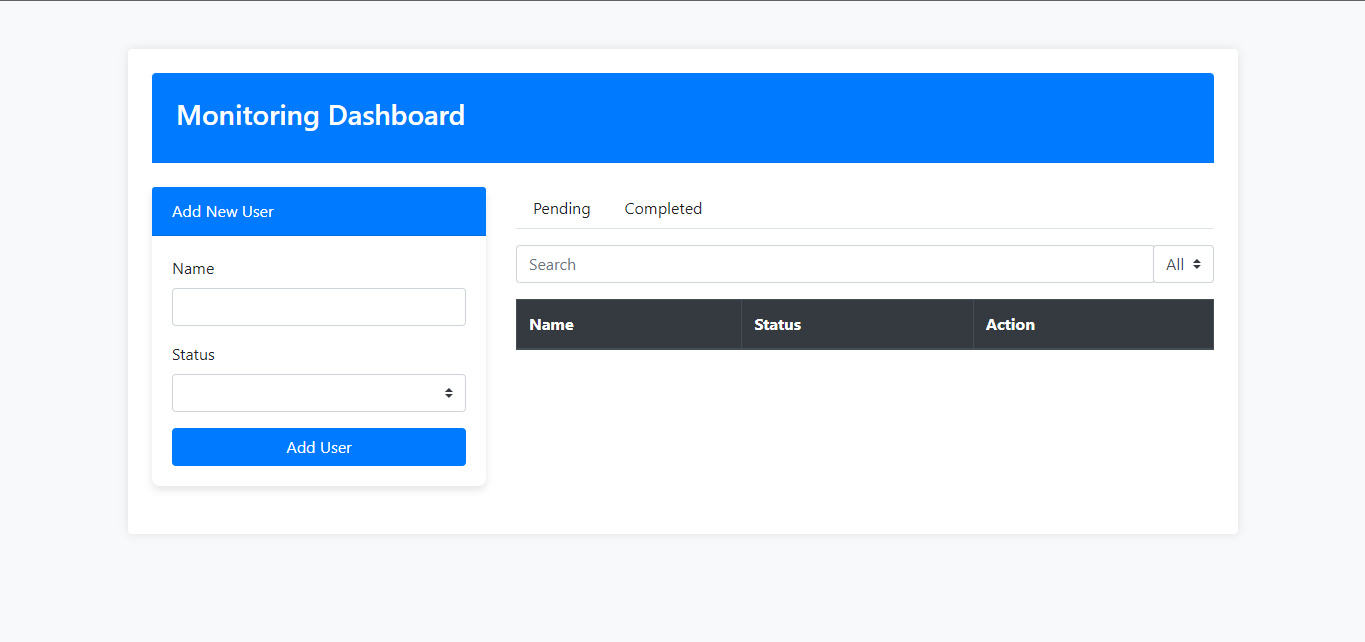 Monitoring Dashboard
Add New User
Name
Status
Add User
Pending Completed
Search All
Name Status Action